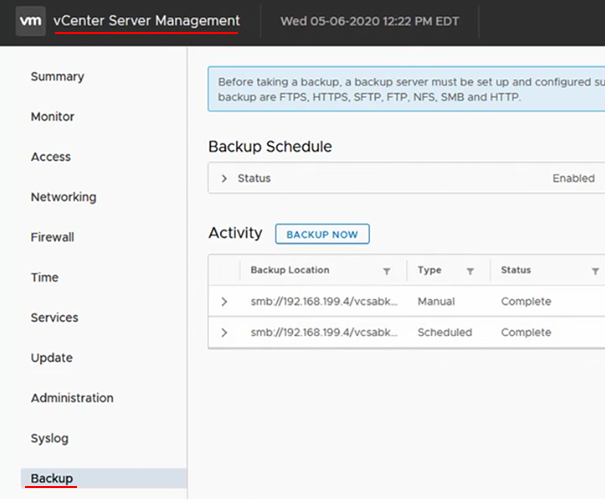 vm vCenter Server Management Wed 05-06-2020 12:22 PM EDT
Summary
Monitor
Access
Networking
Firewall
Time
Services
Update
Administration
Syslog
Backup
Before taking a backup, a backup server must be set up and configured su
backup are FTPS, HTTPS, SFTP, FTP, NFS, SMB and HTTP.
Backup Schedule
Status Enabled
Activity BACKUP NOW
Backup Location Type Status
smb://192.168.199.4/vcsabk... Manual Complete
smb://192.168.199.4/vcsabk... Scheduled Complete